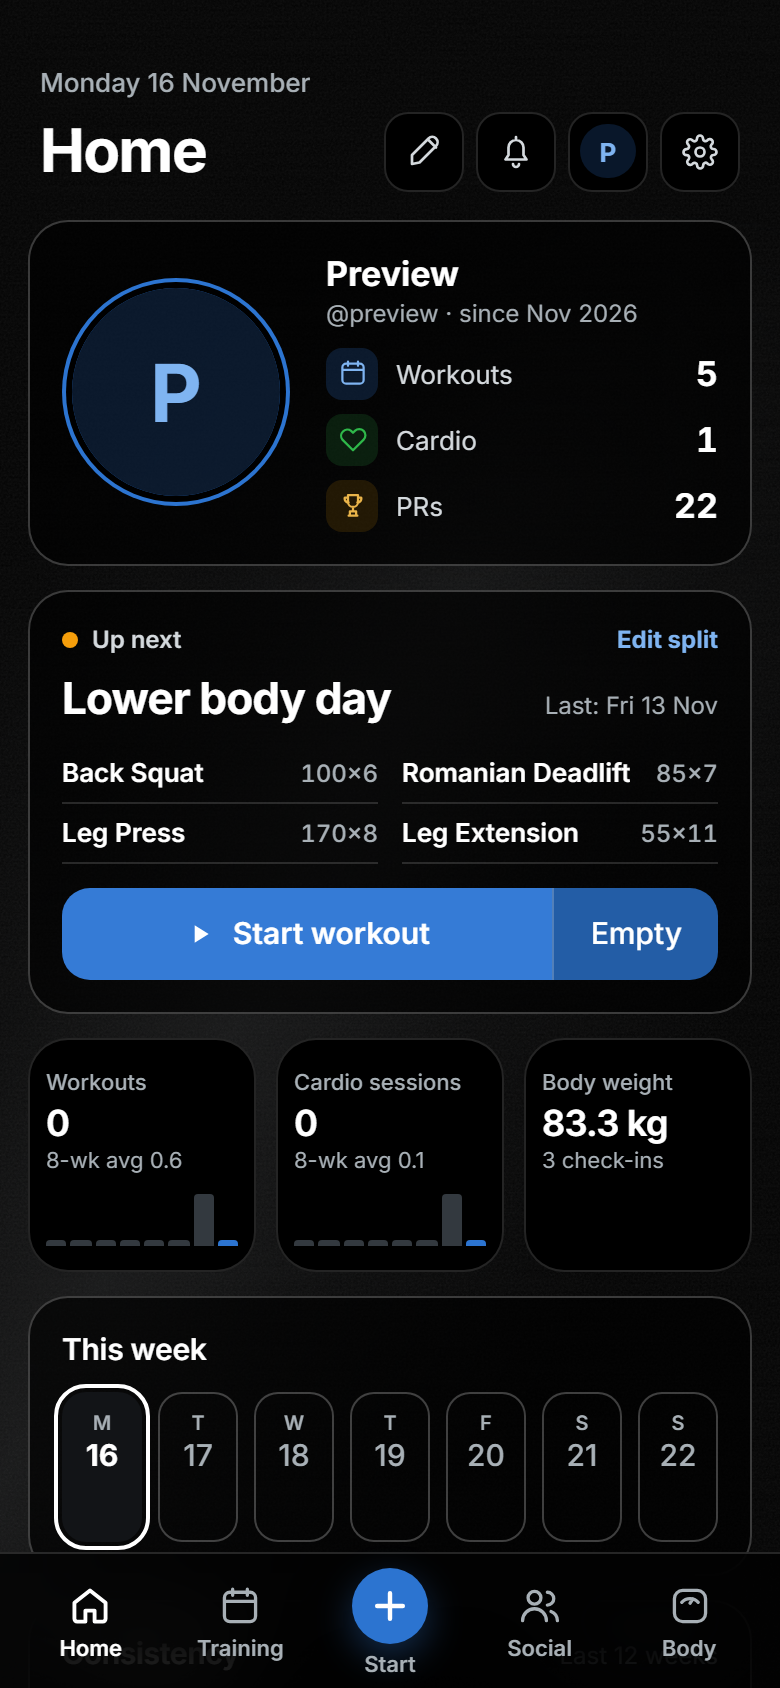 Monday 16 November
Home
P
Preview
@preview · since Nov 2026
P
Workouts 5
Cardio 1
PRs 22
Up next
Edit split
Lower body day
Last: Fri 13 Nov
Back Squat 100×6
Romanian Deadlift 85×7
Leg Press 170×8
Leg Extension 55×11
Start workout
Empty
Workouts
0
8-wk avg 0.6
Cardio sessions
0
8-wk avg 0.1
Body weight
83.3 kg
3 check-ins
This week
M T W T F S S
16 17 18 19 20 21 22
Consistency
Last 12 weeks
Home
Training
Start
Social
Body